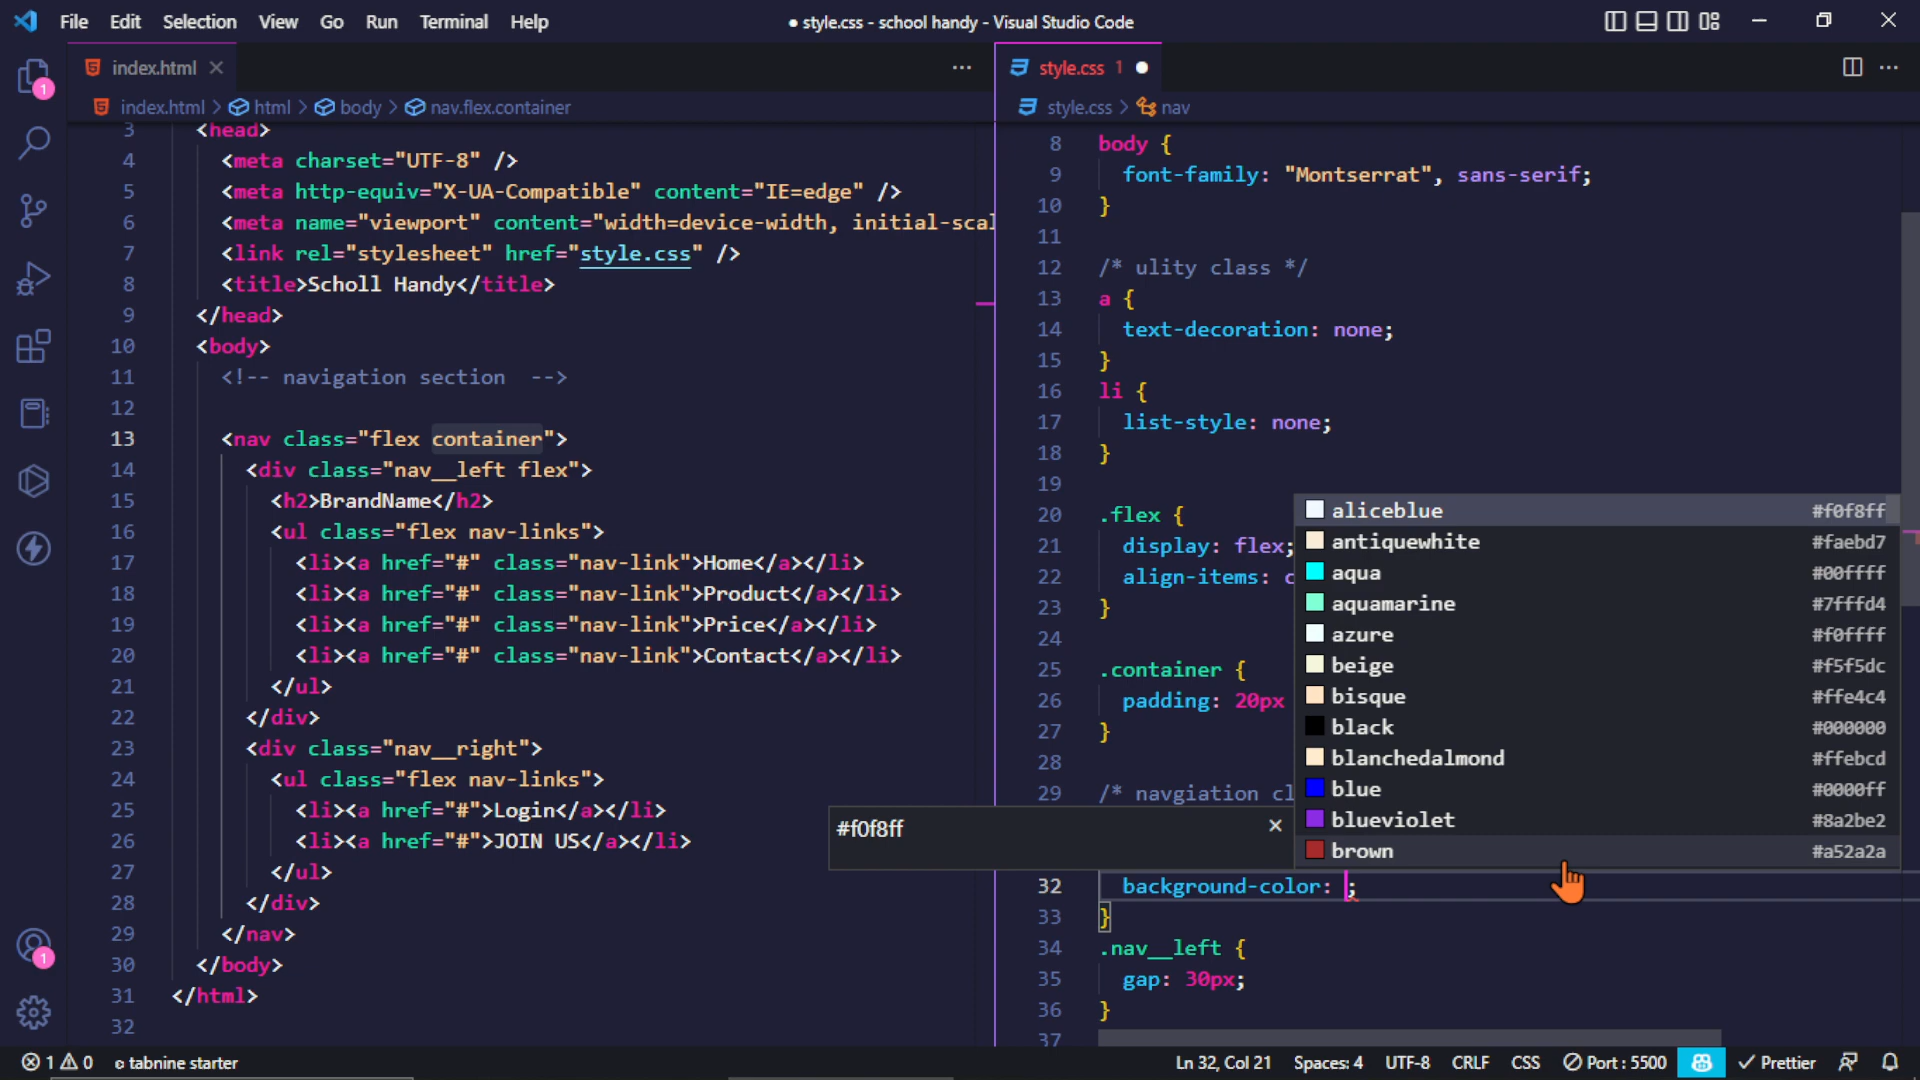 File Edit Selection View Go Run Terminal Help
● style.css - school handy - Visual Studio Code
index.html
index.html > html > body > nav.flex.container
3 <head>
4 <meta charset="UTF-8" />
5 <meta http-equiv="X-UA-Compatible" content="IE=edge" />
6 <meta name="viewport" content="width=device-width, initial-scal
7 <link rel="stylesheet" href="style.css" />
8 <title>Scholl Handy</title>
9 </head>
10 <body>
11 <!-- navigation section -->
12
13 <nav class="flex container">
14 <div class="nav__left flex">
15 <h2>BrandName</h2>
16 <ul class="flex nav-links">
17 <li><a href="#" class="nav-link">Home</a></li>
18 <li><a href="#" class="nav-link">Product</a></li>
19 <li><a href="#" class="nav-link">Price</a></li>
20 <li><a href="#" class="nav-link">Contact</a></li>
21 </ul>
22 </div>
23 <div class="nav__right">
24 <ul class="flex nav-links">
25 <li><a href="#">Login</a></li>
26 <li><a href="#">JOIN US</a></li>
27 </ul>
28 </div>
29 </nav>
30 </body>
31 </html>
32
style.css 1 ●
style.css > nav
8 body {
9 font-family: "Montserrat", sans-serif;
10 }
11
12 /* ulity class */
13 a {
14 text-decoration: none;
15 }
16 li {
17 list-style: none;
18 }
19
20 .flex {
21 display: flex;
22 align-items: c
23 }
24
25 .container {
26 padding: 20px
27 }
28
29 /* navgiation cl
32 background-color: ;
33 }
34 .nav__left {
35 gap: 30px;
36 }
37
aliceblue #f0f8ff
antiquewhite #faebd7
aqua #00ffff
aquamarine #7fffd4
azure #f0ffff
beige #f5f5dc
bisque #ffe4c4
black #000000
blanchedalmond #ffebcd
blue #0000ff
blueviolet #8a2be2
brown #a52a2a
#f0f8ff
1
1
1 0 tabnine starter
Ln 32, Col 21 Spaces: 4 UTF-8 CRLF CSS Port : 5500 Prettier